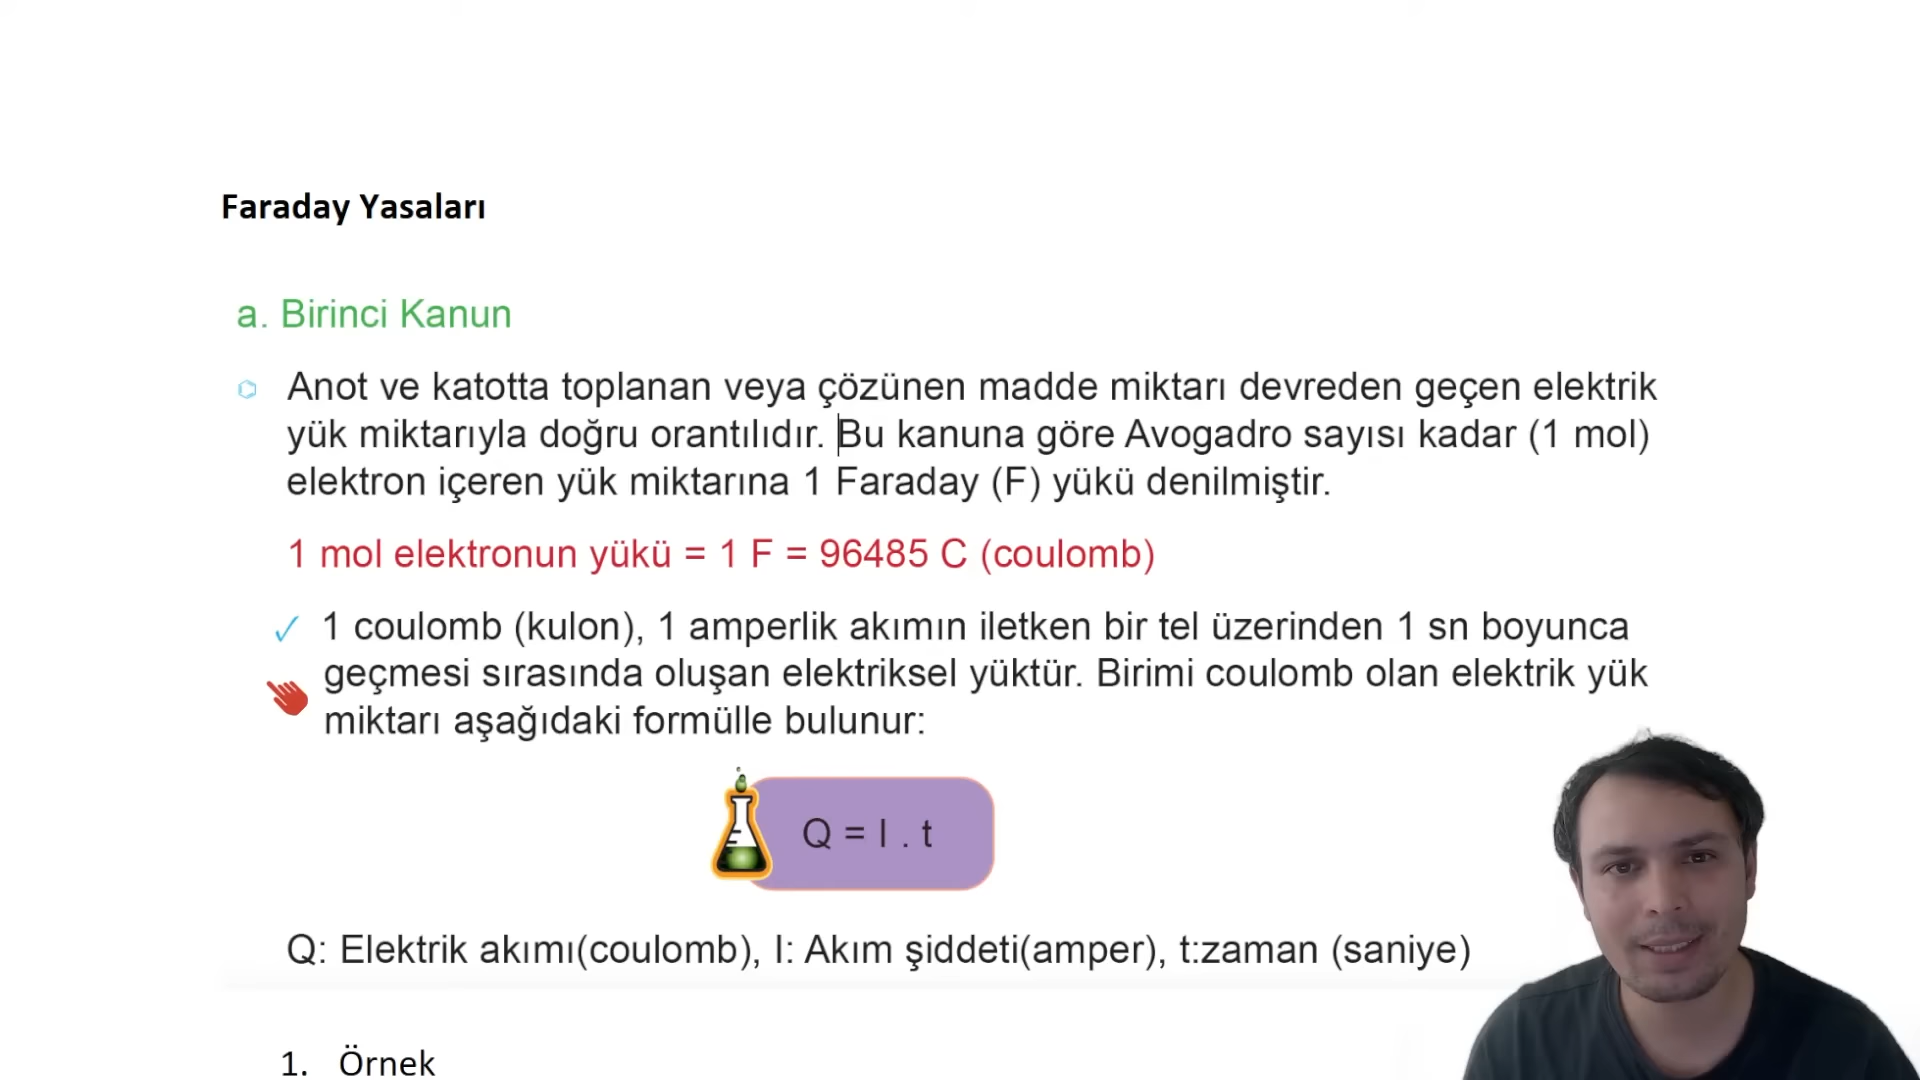 Faraday Yasaları
a. Birinci Kanun
Anot ve katotta toplanan veya çözünen madde miktarı devreden geçen elektrik
yük miktarıyla doğru orantılıdır. Bu kanuna göre Avogadro sayısı kadar (1 mol)
elektron içeren yük miktarına 1 Faraday (F) yükü denilmiştir.
1 mol elektronun yükü = 1 F = 96485 C (coulomb)
✓ 1 coulomb (kulon), 1 amperlik akımın iletken bir tel üzerinden 1 sn boyunca
geçmesi sırasında oluşan elektriksel yüktür. Birimi coulomb olan elektrik yük
miktarı aşağıdaki formülle bulunur:
Q = I . t
Q: Elektrik akımı(coulomb), I: Akım şiddeti(amper), t:zaman (saniye)
1. Örnek